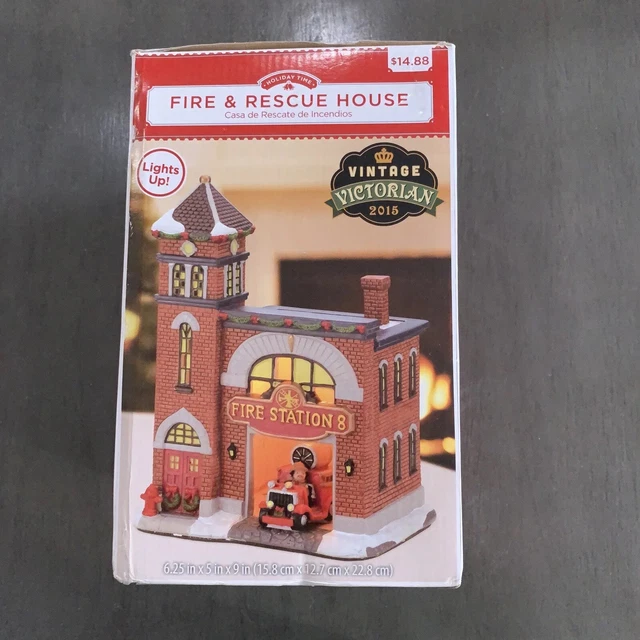 $14.88
HOLIDAY TIME
FIRE & RESCUE HOUSE
Casa de Rescate de Incendios
Lights
Up!
VINTAGE
VICTORIAN
2015
FIRE STATION 8
6.25 in x 5 in x 9 in (15.8 cm x 12.7 cm x 22.8 cm)